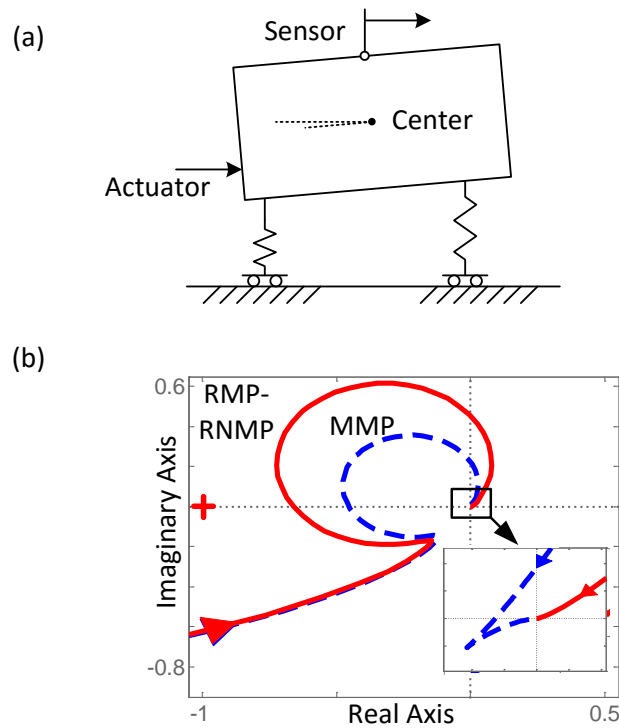 (a)
Sensor
Center
Actuator
(b)
0.6
RMP-
RNMP
MMP
Imaginary Axis
-0.8
-1
Real Axis
0.5